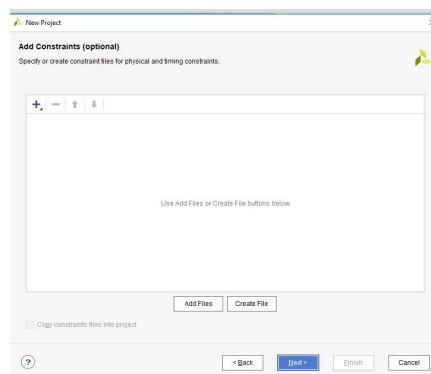 New Project
Add Constraints (optional)
Specify or create constraint files for physical and timing constraints.
Use Add Files or Create File buttons below
Add Files
Create File
Copy constraints files into project
?
< Back
Next >
Finish
Cancel